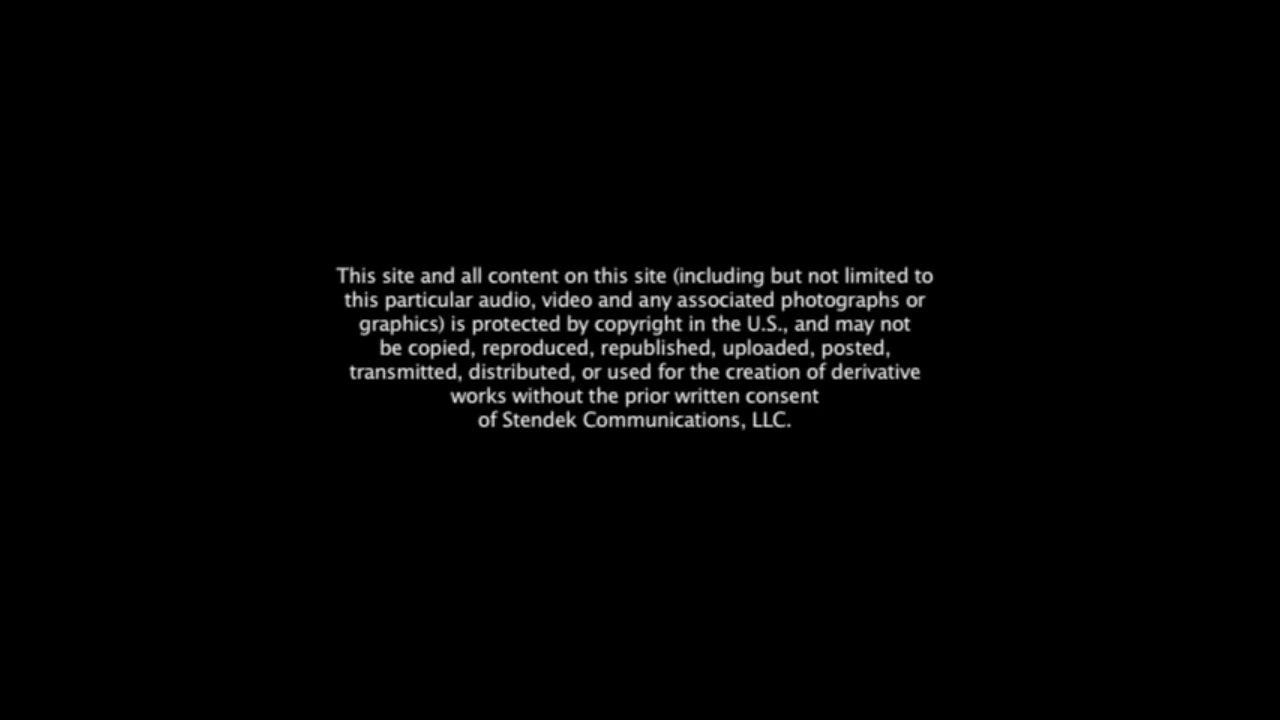 This site and all content on this site (including but not limited to
this particular audio, video and any associated photographs or
graphics) is protected by copyright in the U.S., and may not
be copied, reproduced, republished, uploaded, posted,
transmitted, distributed, or used for the creation of derivative
works without the prior written consent
of Stendek Communications, LLC.